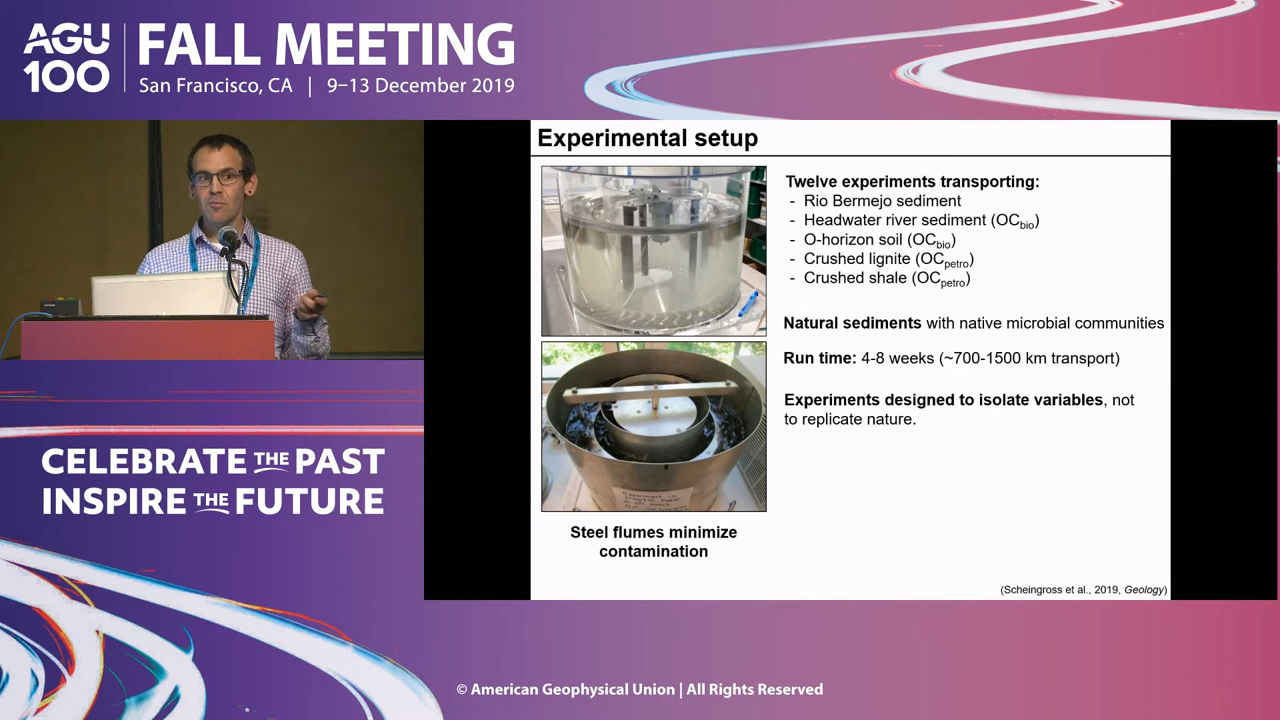 AGU
100
FALL MEETING
San Francisco, CA | 9–13 December 2019
Experimental setup
Twelve experiments transporting:
- Rio Bermejo sediment
- Headwater river sediment (OCbio)
- O-horizon soil (OCbio)
- Crushed lignite (OCpetro)
- Crushed shale (OCpetro)
Natural sediments with native microbial communities
Run time: 4-8 weeks (~700-1500 km transport)
Experiments designed to isolate variables, not
to replicate nature.
Steel flumes minimize
contamination
(Scheingross et al., 2019, Geology)
CELEBRATE THE PAST
INSPIRE THE FUTURE
© American Geophysical Union | All Rights Reserved